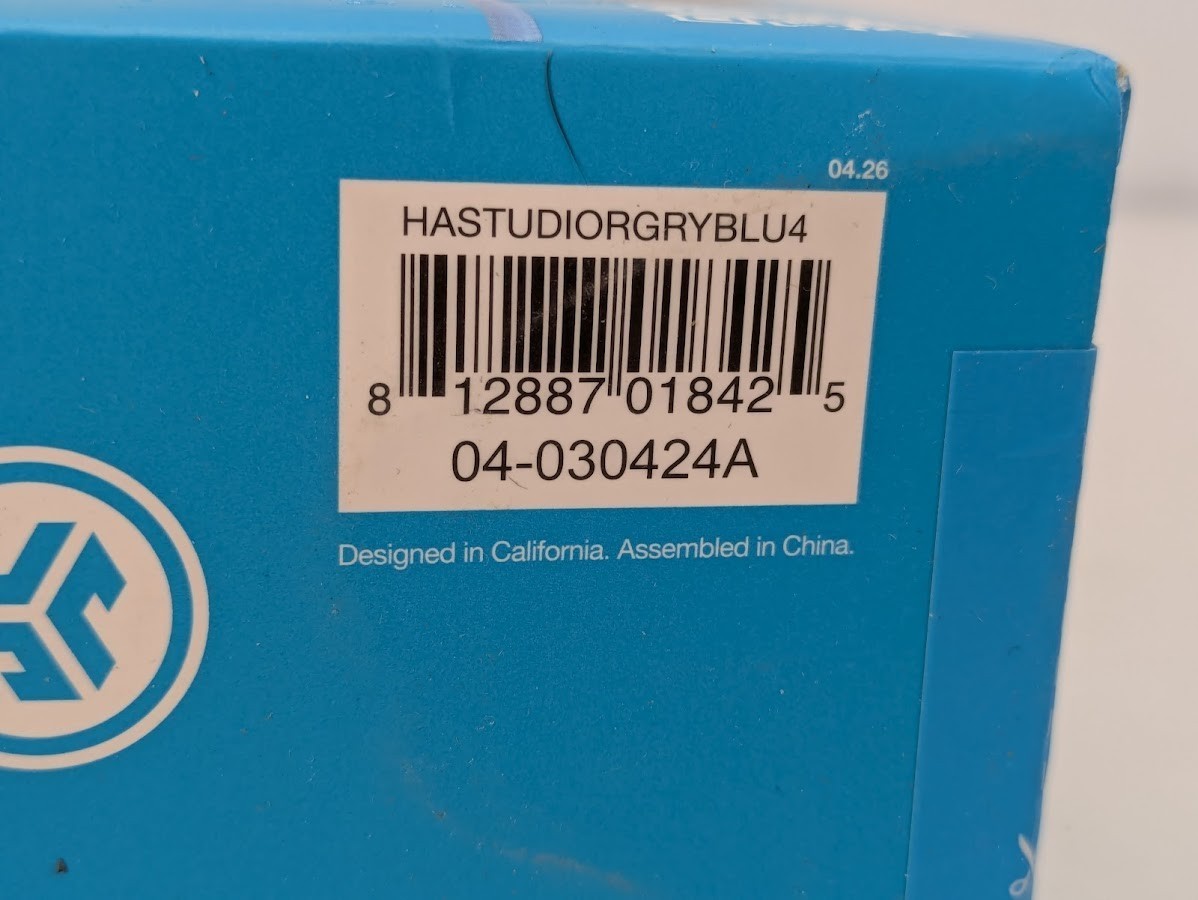 04.26
HASTUDIORGRYBLU4
8 12887 01842 5
04-030424A
Designed in California. Assembled in China.